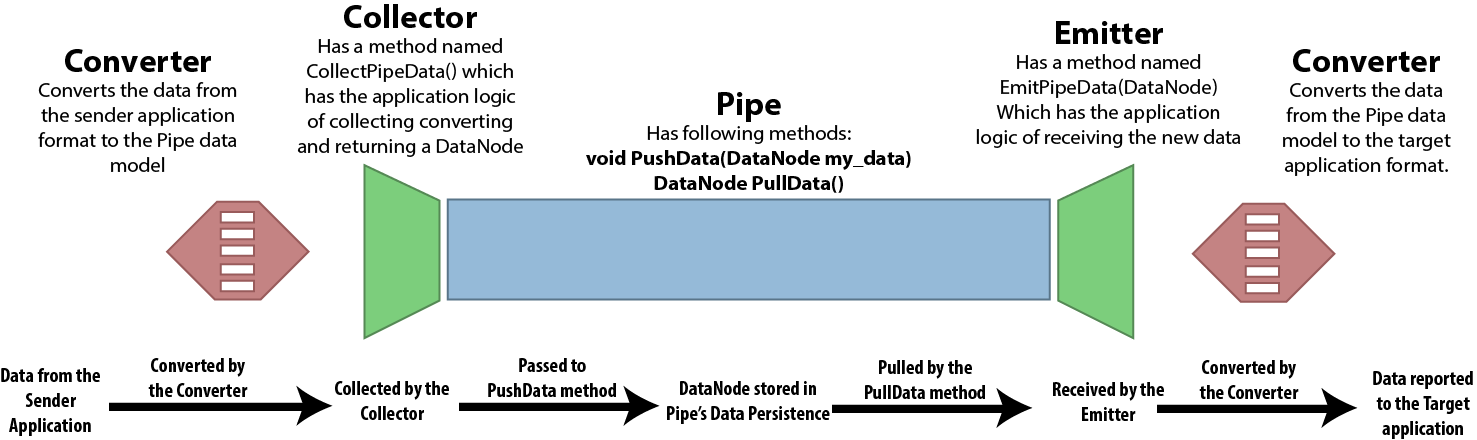 Converter
Converts the data from
the sender application
format to the Pipe data
model
Collector
Has a method named
CollectPipeData() which
has the application logic
of collecting converting
and returning a DataNode
Pipe
Has following methods:
void PushData(DataNode my_data)
DataNode PullData()
Emitter
Has a method named
EmitPipeData(DataNode)
Which has the application
logic of receiving the new data
Converter
Converts the data
from the Pipe data
model to the target
application format.
Data from the
Sender
Application
Converted by
the Converter
Collected by the
Collector
Passed to
PushData method
DataNode stored in
Pipe's Data Persistence
Pulled by the
PullData method
Received by the
Emitter
Converted by
the Converter
Data reported
to the Target
application